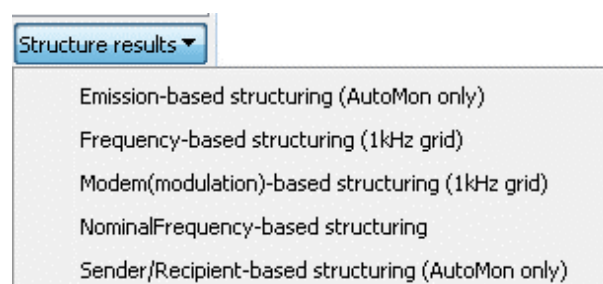 Structure results
Emission-based structuring (AutoMon only)
Frequency-based structuring (1kHz grid)
Modem(modulation)-based structuring (1kHz grid)
NominalFrequency-based structuring
Sender/Recipient-based structuring (AutoMon only)